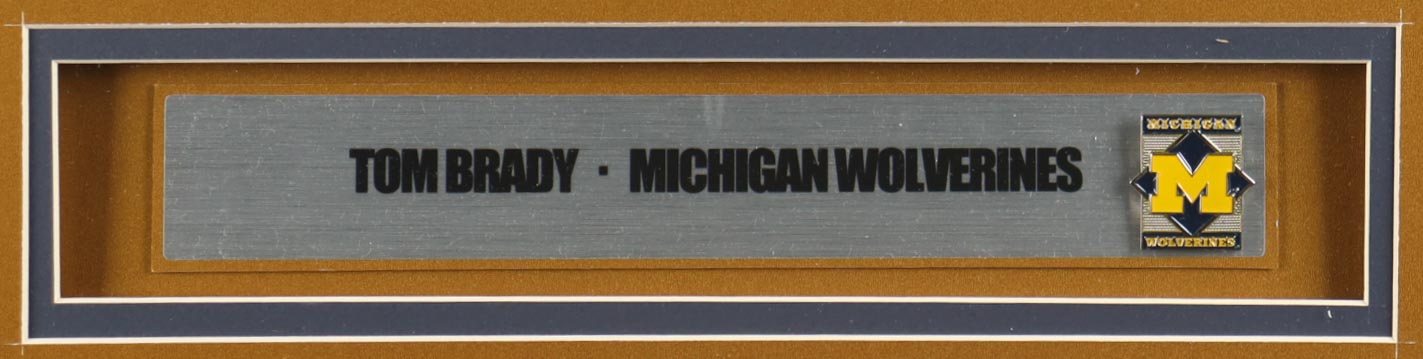 TOM BRADY · MICHIGAN WOLVERINES
MICHIGAN
M
WOLVERINES